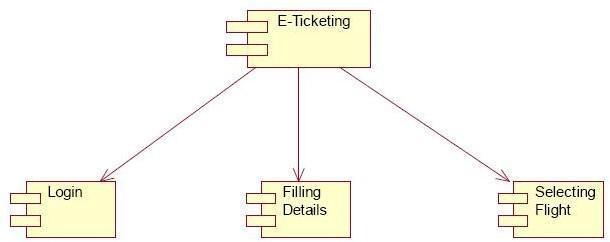 E-Ticketing
Login
Filling
Details
Selecting
Flight